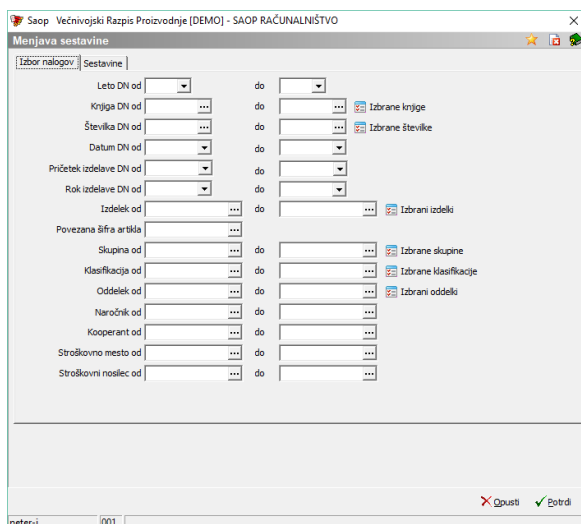 Saop Večnivojski Razpis Proizvodnje [DEMO] - SAOP RAČUNALNIŠTVO
Menjava sestavine
Izbor nalogov Sestavine
Leto DN od do
Knjiga DN od do Izbrane knjige
Številka DN od do Izbrane številke
Datum DN od do
Pričetek izdelave DN od do
Rok izdelave DN od do
Izdelek od do Izbrani izdelki
Povezana šifra artikla
Skupina od do Izbrane skupine
Klasifikacija od do Izbrane klasifikacije
Oddelek od do Izbrani oddelki
Naročnik od do
Kooperant od do
Stroškovno mesto od do
Stroškovni nosilec od do
Opusti Potrdi
peter-j 001